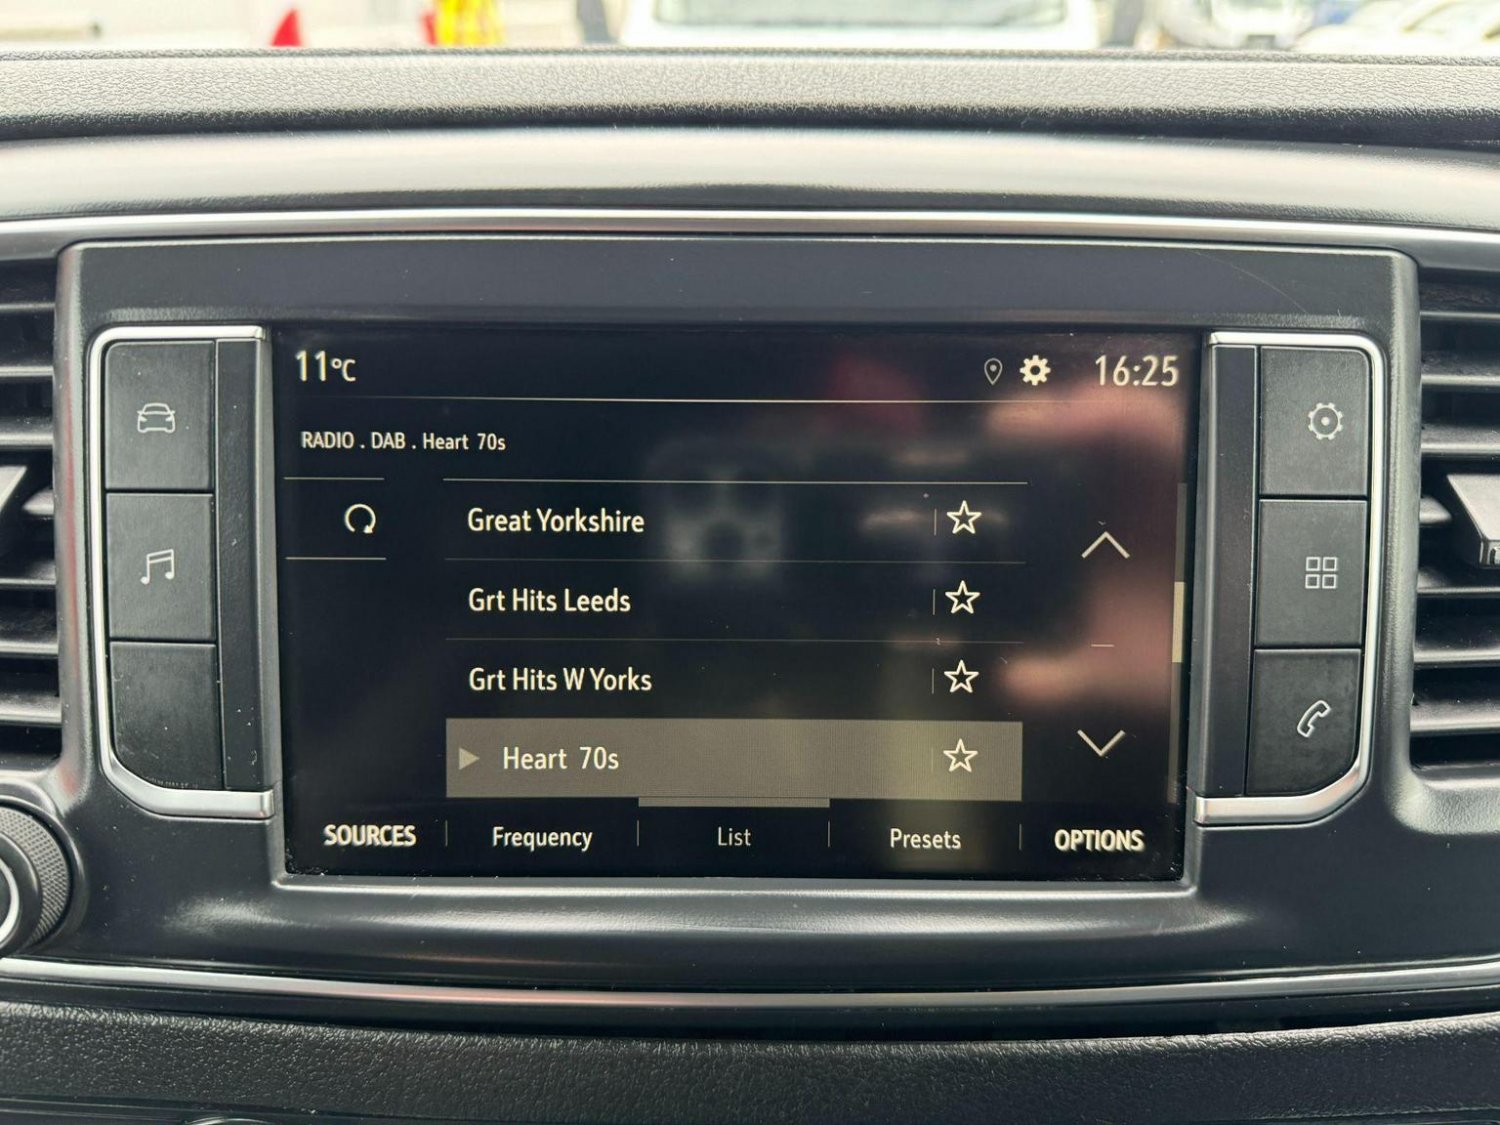 11°C 16:25
RADIO . DAB . Heart 70s
Great Yorkshire
Grt Hits Leeds
Grt Hits W Yorks
Heart 70s
SOURCES Frequency List Presets OPTIONS